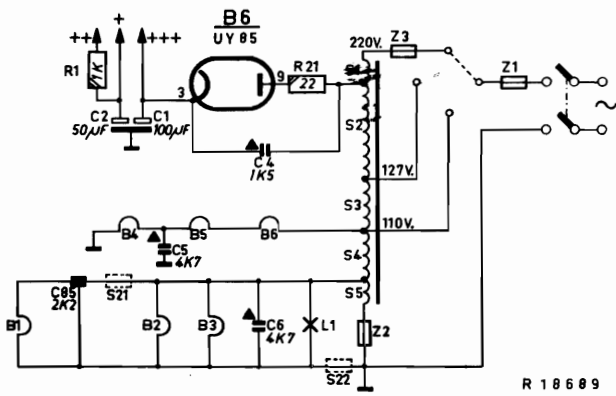 B6
UY 85
++ + +++
R1
1K
C2
50µF
C1
100µF
3
9
R21
22
C4
1K5
220V.
Z3
Z1
S2
127V.
S3
110V.
S4
S5
B4
B5
B6
C5
4K7
C85
2K2
S21
B1
B2
B3
C6
4K7
L1
Z2
S22
R 18689